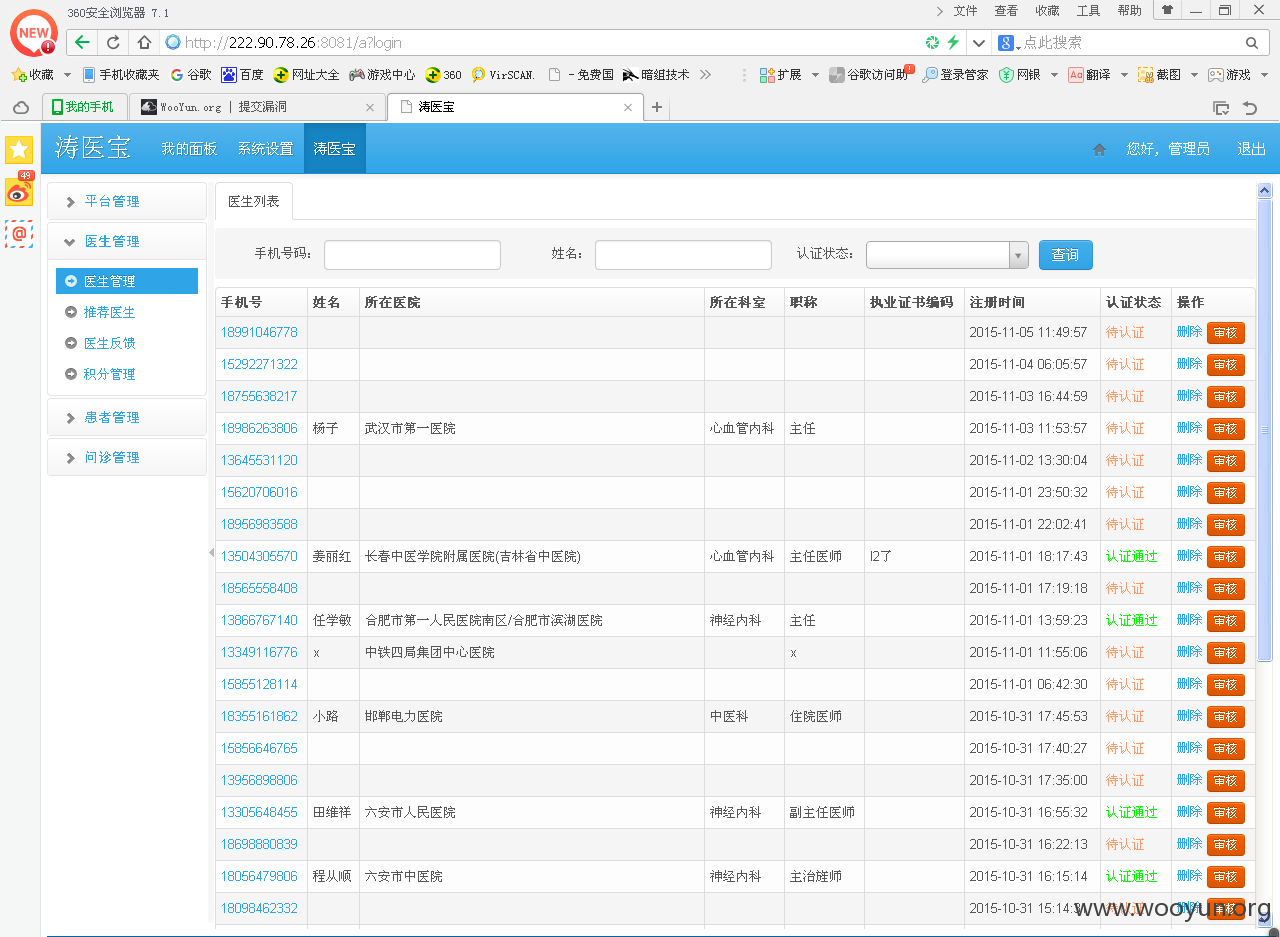 360安全浏览器 7.1
文件 查看 收藏 工具 帮助
NEW
http://222.90.78.26:8081/a?login
点此搜索
收藏 手机收藏夹 谷歌 百度 网址大全 游戏中心 360 VirSCAN. - 免费国 暗组技术 扩展 谷歌访问助 登录管家 网银 翻译 截图 游戏
我的手机 WooYun.org | 提交漏洞 涛医宝
涛医宝 我的面板 系统设置 涛医宝 您好，管理员 退出
49
平台管理
医生管理
医生管理
推荐医生
医生反馈
积分管理
患者管理
问诊管理
医生列表
手机号码： 姓名： 认证状态： 查询
手机号 姓名 所在医院 所在科室 职称 执业证书编码 注册时间 认证状态 操作
18991046778 2015-11-05 11:49:57 待认证 删除 审核
15292271322 2015-11-04 06:05:57 待认证 删除 审核
18755638217 2015-11-03 16:44:59 待认证 删除 审核
18986263806 杨子 武汉市第一医院 心血管内科 主任 2015-11-03 11:53:57 待认证 删除 审核
13645531120 2015-11-02 13:30:04 待认证 删除 审核
15620706016 2015-11-01 23:50:32 待认证 删除 审核
18956983588 2015-11-01 22:02:41 待认证 删除 审核
13504305570 姜丽红 长春中医学院附属医院(吉林省中医院) 心血管内科 主任医师 l2了 2015-11-01 18:17:43 认证通过 删除 审核
18565558408 2015-11-01 17:19:18 待认证 删除 审核
13866767140 任学敏 合肥市第一人民医院南区/合肥市滨湖医院 神经内科 主任 2015-11-01 13:59:23 认证通过 删除 审核
13349116776 x 中铁四局集团中心医院 x 2015-11-01 11:55:06 待认证 删除 审核
15855128114 2015-11-01 06:42:30 待认证 删除 审核
18355161862 小路 邯郸电力医院 中医科 住院医师 2015-10-31 17:45:53 待认证 删除 审核
15856646765 2015-10-31 17:40:27 待认证 删除 审核
13956898806 2015-10-31 17:35:00 待认证 删除 审核
13305648455 田维祥 六安市人民医院 神经内科 副主任医师 2015-10-31 16:55:32 认证通过 删除 审核
18698880839 2015-10-31 16:22:13 待认证 删除 审核
18056479806 程从顺 六安市中医院 神经内科 主治旌师 2015-10-31 16:15:14 认证通过 删除 审核
18098462332 2015-10-31 15:14:3
www.wooyun.org